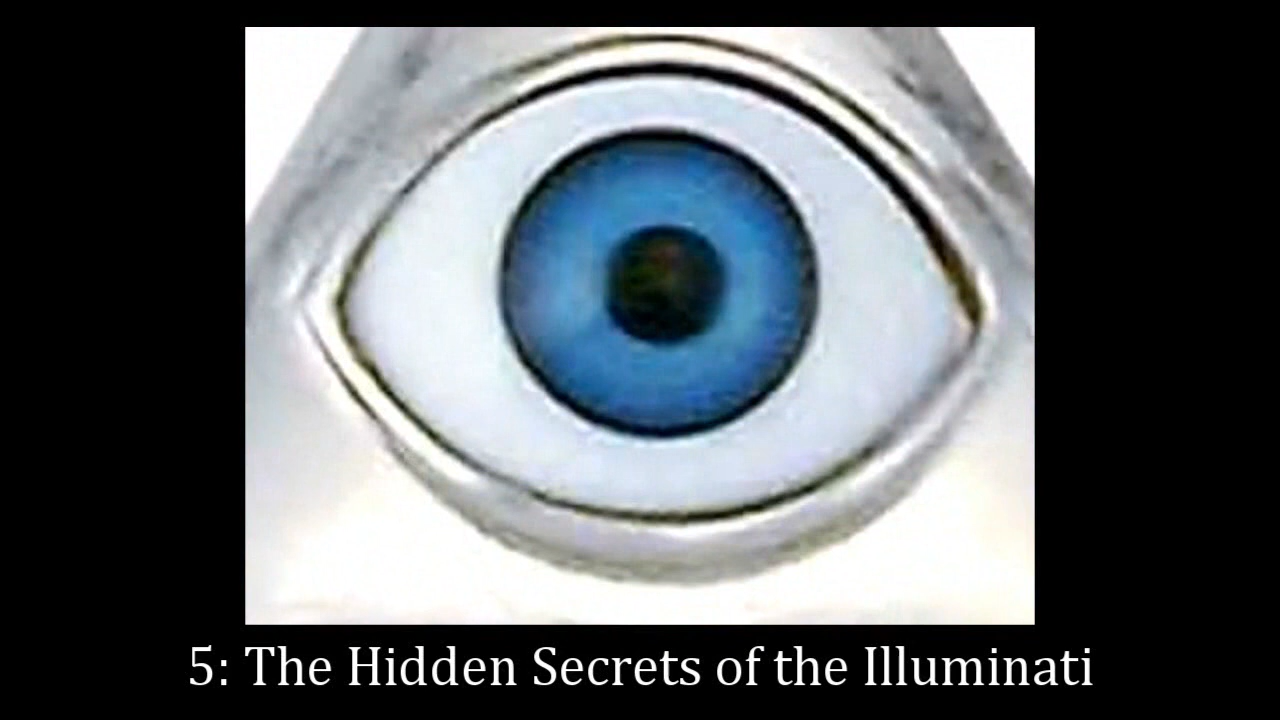 5: The Hidden Secrets of the Illuminati